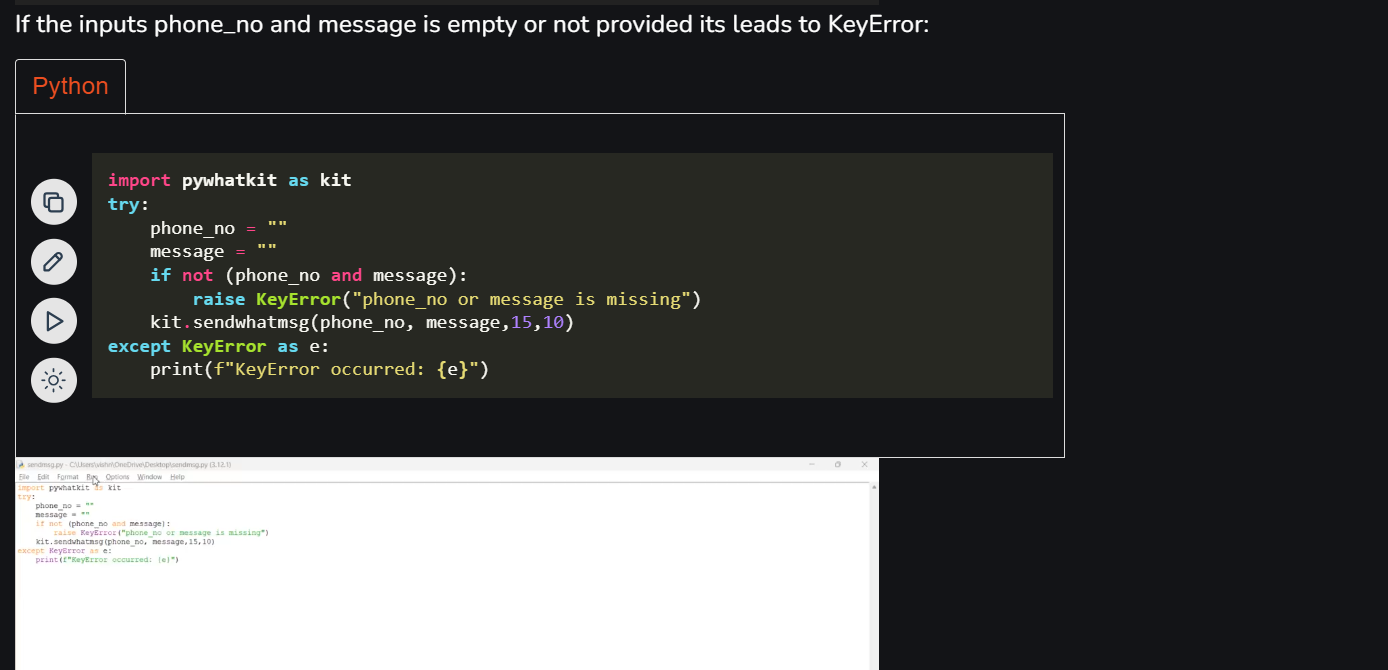 If the inputs phone_no and message is empty or not provided its leads to KeyError:
Python
import pywhatkit as kit
try:
    phone_no = ""
    message = ""
    if not (phone_no and message):
        raise KeyError("phone_no or message is missing")
    kit.sendwhatmsg(phone_no, message,15,10)
except KeyError as e:
    print(f"KeyError occurred: {e}")
sendmsg.py - C:\Users\vishn\OneDrive\Desktop\sendmsg.py (3.12.1)
File Edit Format Run Options Window Help
import pywhatkit as kit
try:
    phone_no = ""
    message = ""
    if not (phone_no and message):
        raise KeyError("phone_no or message is missing")
    kit.sendwhatmsg(phone_no, message,15,10)
except KeyError as e:
    print(f"KeyError occurred: {e}")